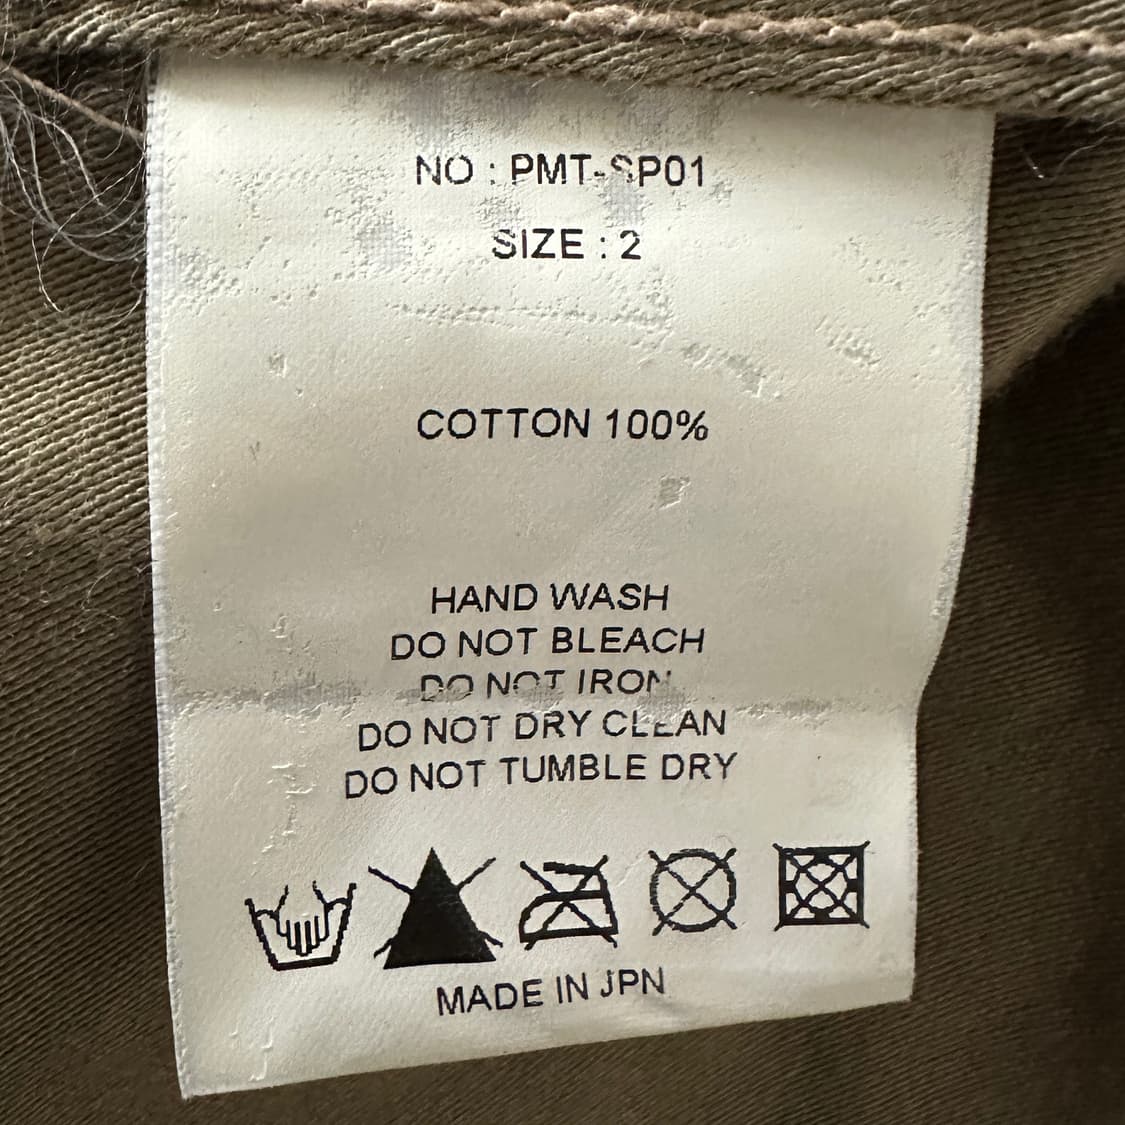 NO : PMT-SP01
SIZE : 2
COTTON 100%
HAND WASH
DO NOT BLEACH
DO NOT IRON
DO NOT DRY CLEAN
DO NOT TUMBLE DRY
MADE IN JPN